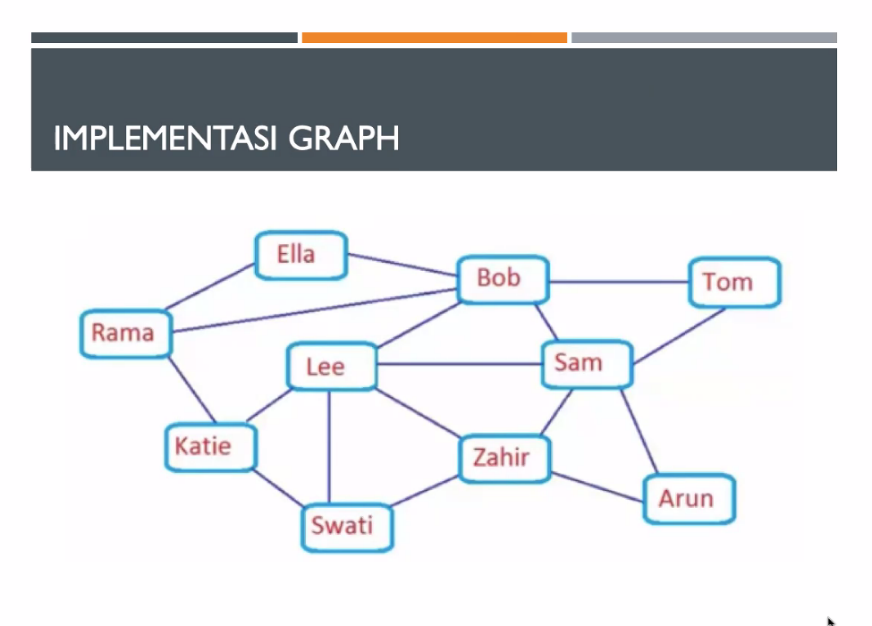 IMPLEMENTASI GRAPH
Ella
Bob
Tom
Rama
Lee
Sam
Katie
Zahir
Arun
Swati